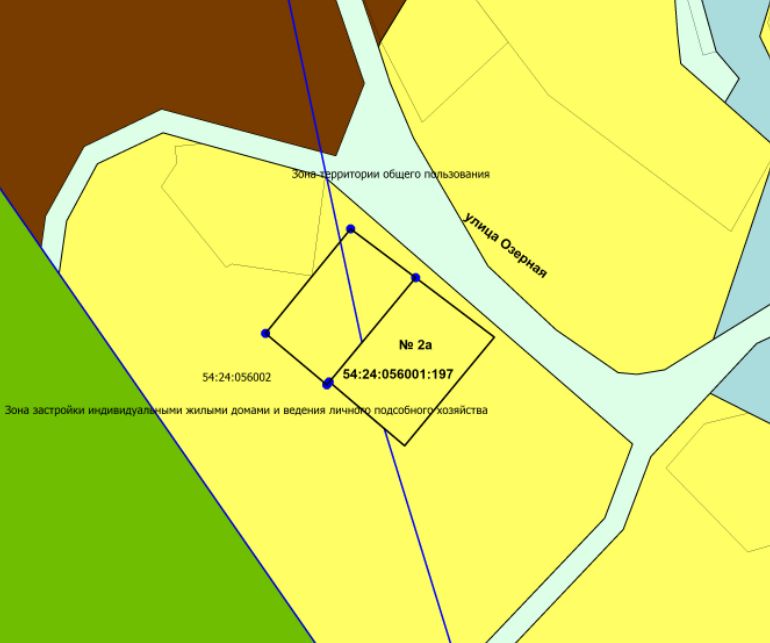 Зона территории общего пользования
улица Озерная
№ 2а
54:24:056001:197
54:24:056002
Зона застройки индивидуальными жилыми домами и ведения личного подсобного хозяйства